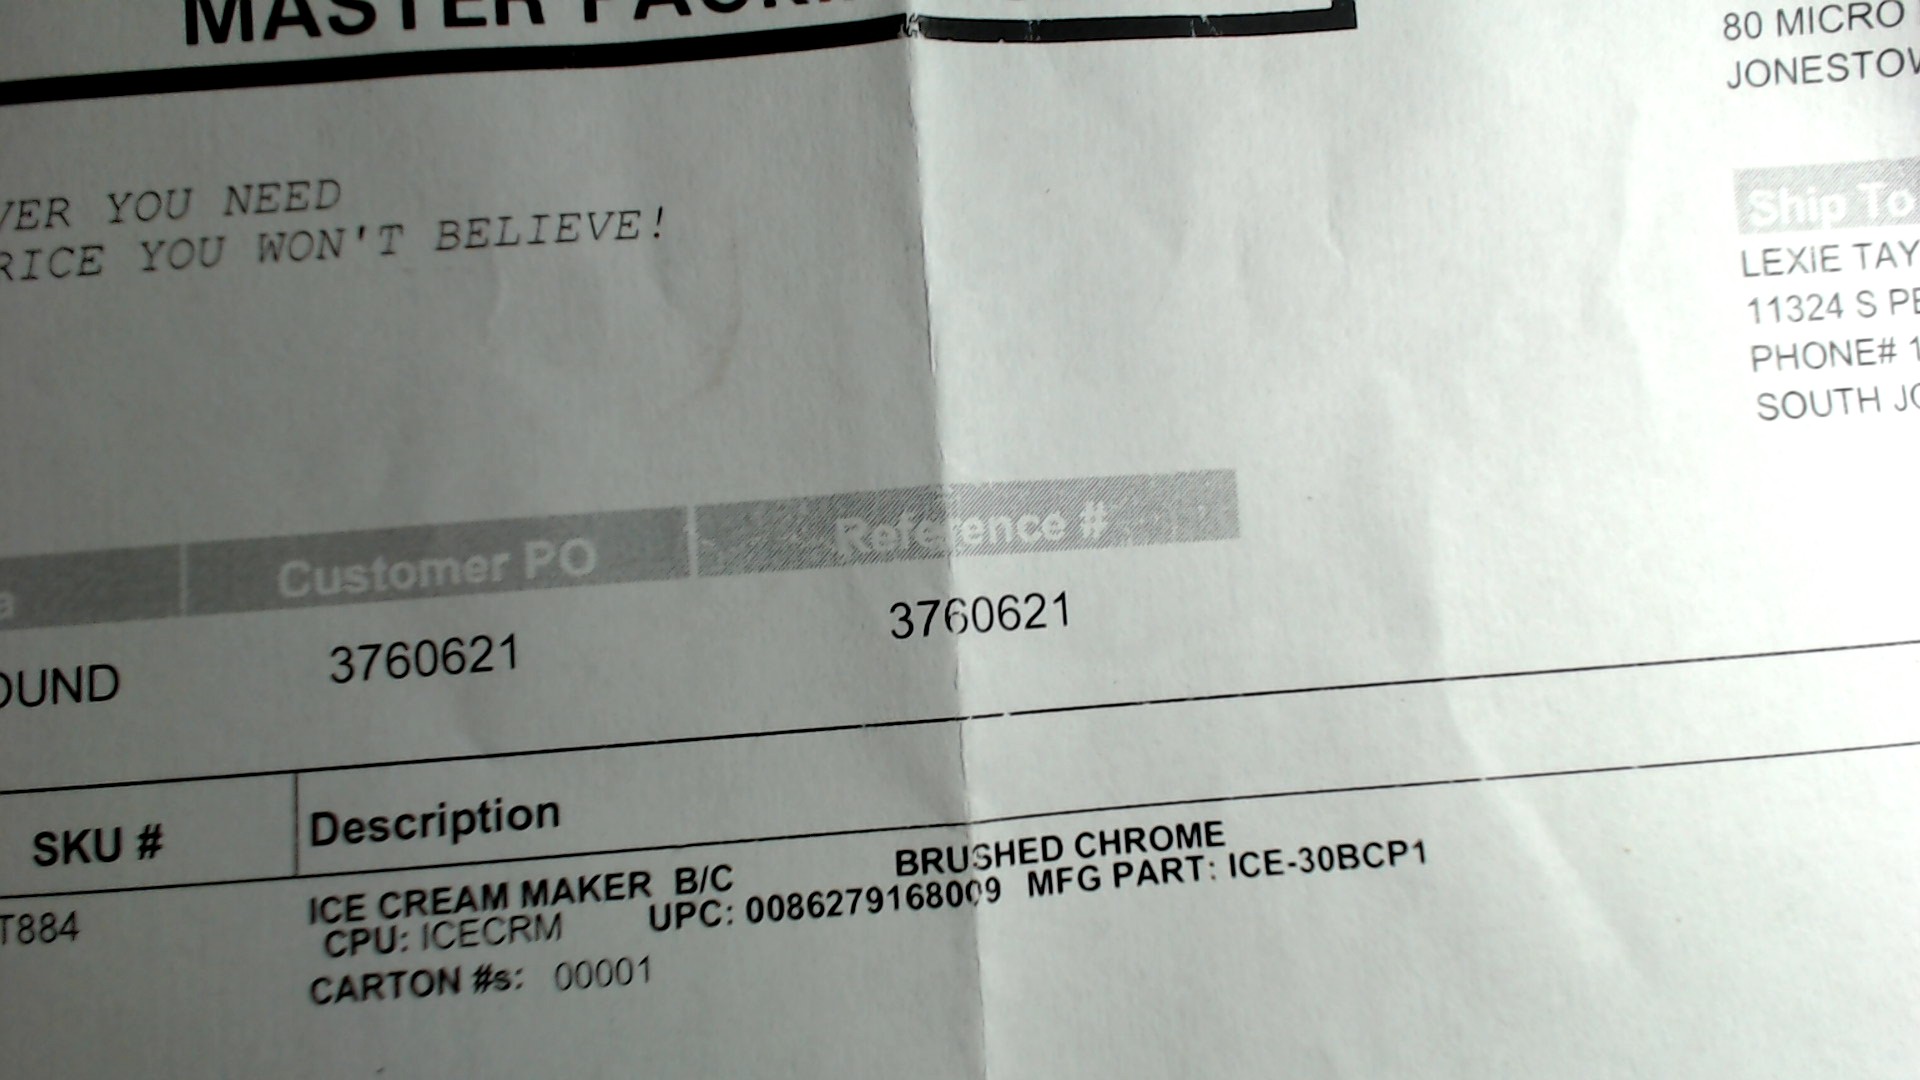 MASTER
80 MICRO
VER YOU NEED
RICE YOU WON'T BELIEVE!
Ship To
LEXIE TAY
11324 S PE
PHONE# 1
SOUTH JO
Customer PO
Reference #
OUND
3760621
3760621
SKU #
Description
T884
ICE CREAM MAKER B/C BRUSHED CHROME
CPU: ICECRM UPC: 0086279168009 MFG PART: ICE-30BCP1
CARTON #s: 00001